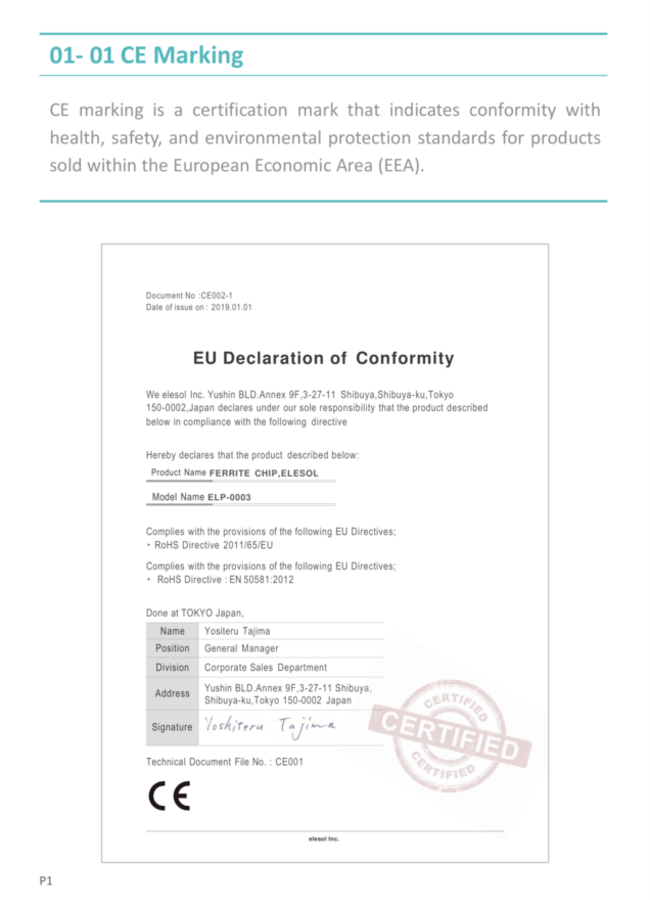 01- 01 CE Marking
CE marking is a certification mark that indicates conformity with
health, safety, and environmental protection standards for products
sold within the European Economic Area (EEA).
Document No :CE002-1
Date of issue on : 2019.01.01
EU Declaration of Conformity
We elesol Inc. Yushin BLD.Annex 9F,3-27-11 Shibuya,Shibuya-ku,Tokyo
150-0002,Japan declares under our sole responsibility that the product described
below in compliance with the following directive
Hereby declares that the product described below:
Product Name FERRITE CHIP,ELESOL
Model Name ELP-0003
Complies with the provisions of the following EU Directives;
・ RoHS Directive 2011/65/EU
Complies with the provisions of the following EU Directives;
・ RoHS Directive : EN 50581:2012
Done at TOKYO Japan,
Name Yositeru Tajima
Position General Manager
Division Corporate Sales Department
Address Yushin BLD.Annex 9F,3-27-11 Shibuya,
Shibuya-ku,Tokyo 150-0002 Japan
Signature Yoshiteru Tajima
CERTIFIED
CERTIFIED
CERTIFIED
Technical Document File No. : CE001
CE
elesol Inc.
P1